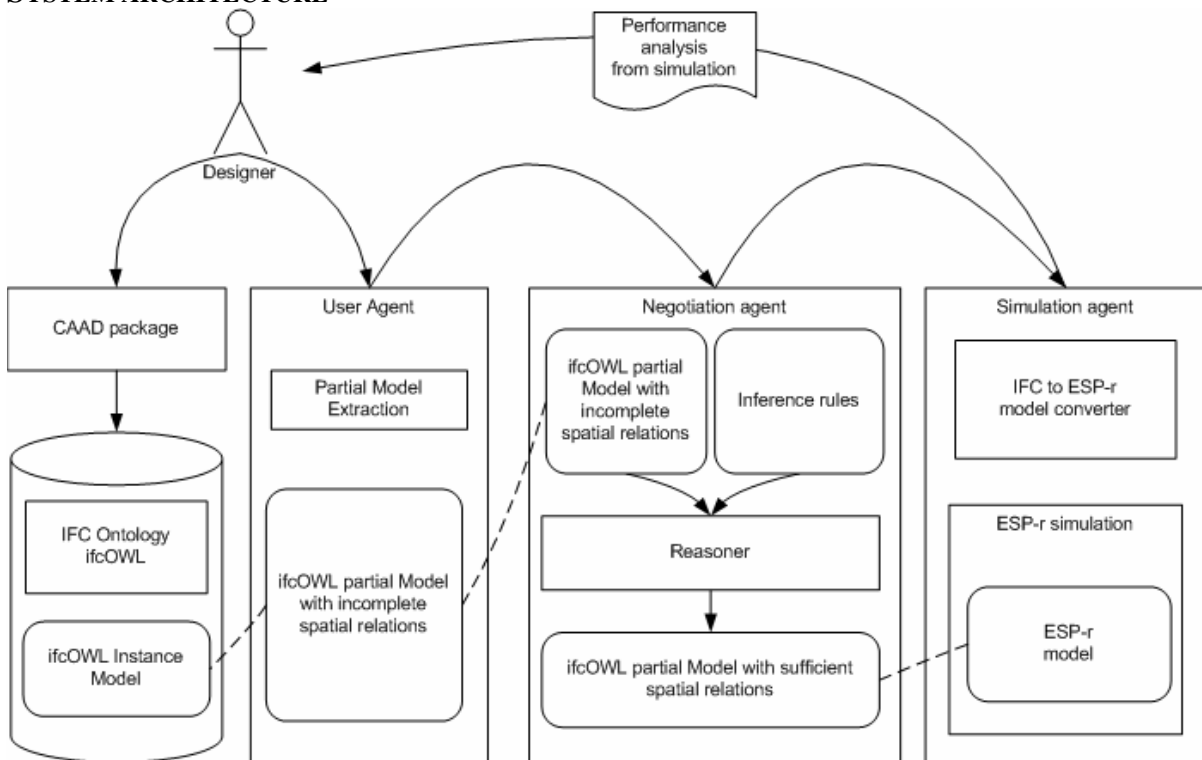 SYSTEM ARCHITECTURE
Performance
analysis
from simulation
Designer
CAAD package
IFC Ontology
ifcOWL
ifcOWL Instance
Model
User Agent
Partial Model
Extraction
ifcOWL partial Model
with incomplete
spatial relations
Negotiation agent
ifcOWL partial
Model with
incomplete
spatial relations
Inference rules
Reasoner
ifcOWL partial Model with sufficient
spatial relations
Simulation agent
IFC to ESP-r
model converter
ESP-r simulation
ESP-r
model